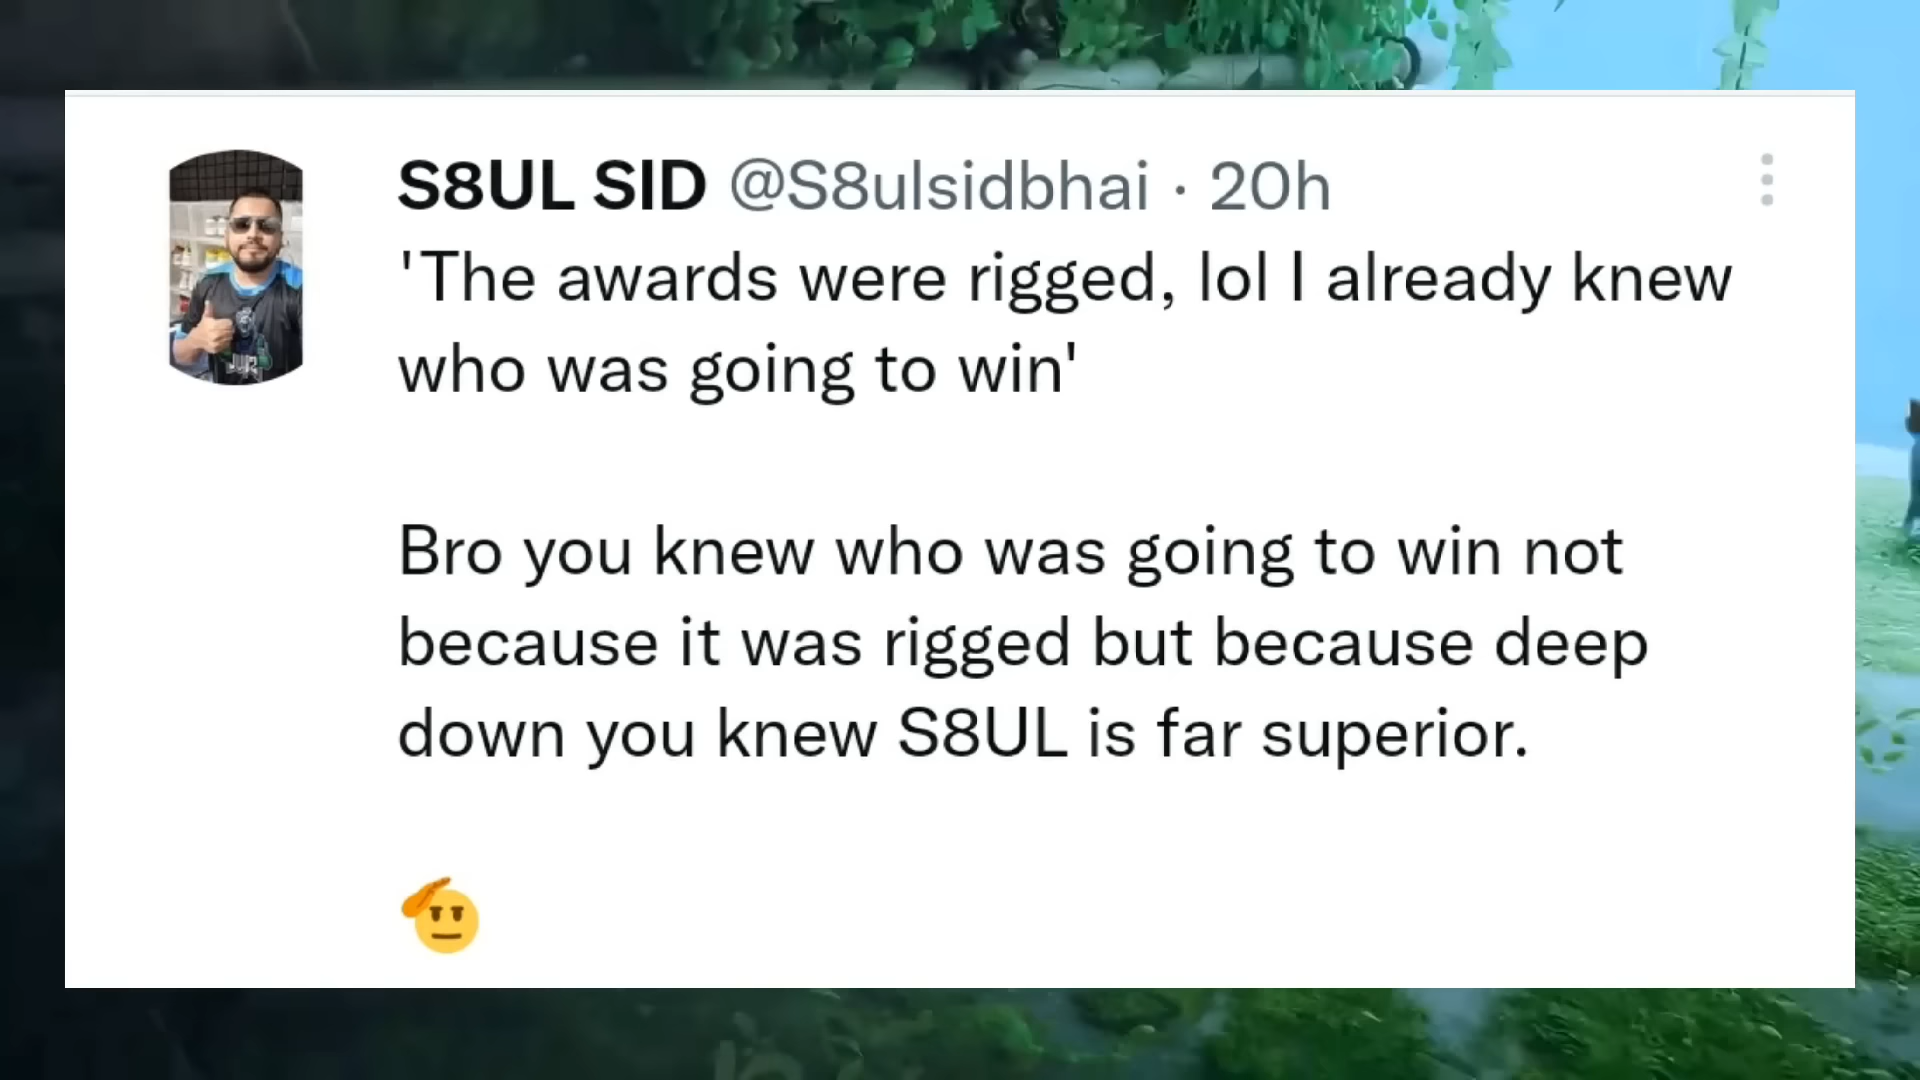 S8UL SID @S8ulsidbhai · 20h
'The awards were rigged, lol I already knew
who was going to win'
Bro you knew who was going to win not
because it was rigged but because deep
down you knew S8UL is far superior.